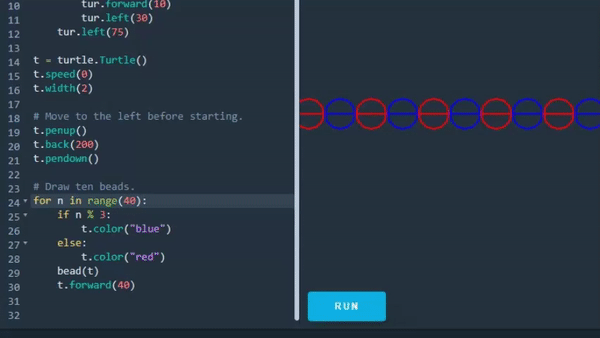 10 tur.forward(10)
11 tur.left(30)
12 tur.left(75)
13
14 t = turtle.Turtle()
15 t.speed(0)
16 t.width(2)
17
18 # Move to the left before starting.
19 t.penup()
20 t.back(200)
21 t.pendown()
22
23 # Draw ten beads.
24 for n in range(40):
25 if n % 3:
26 t.color("blue")
27 else:
28 t.color("red")
29 bead(t)
30 t.forward(40)
31
32
RUN